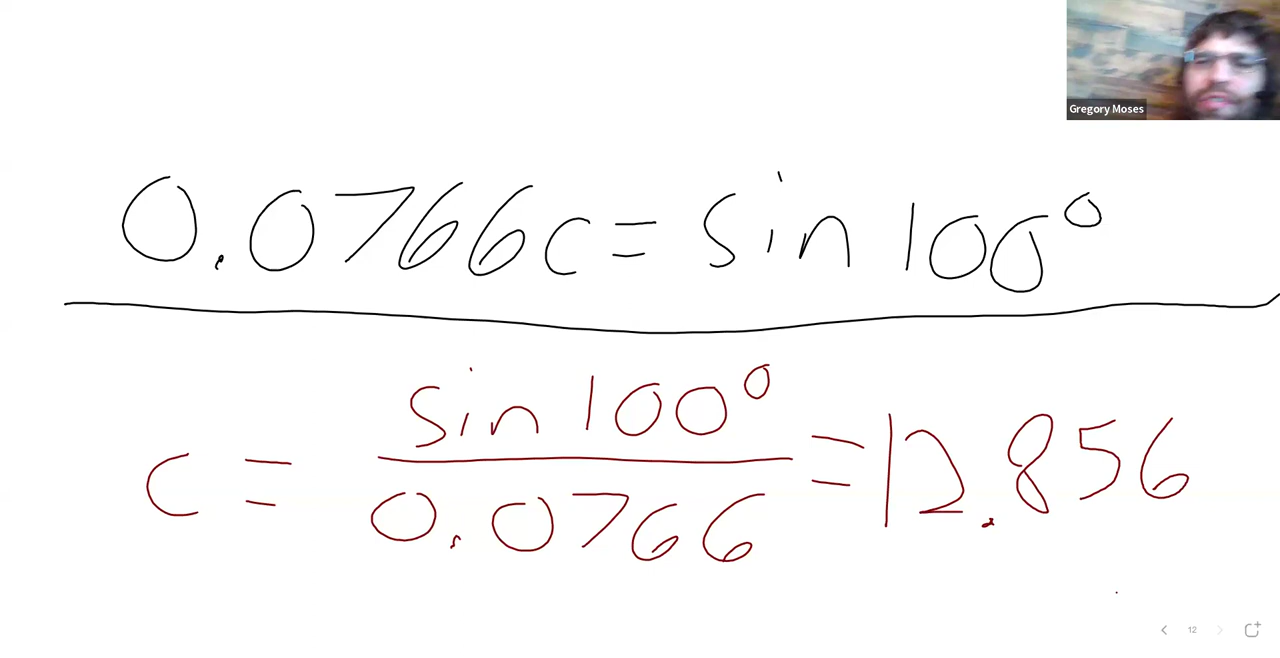 Gregory Moses
0.0766c = sin 100°
c = sin 100° / 0.0766 = 12.856
12